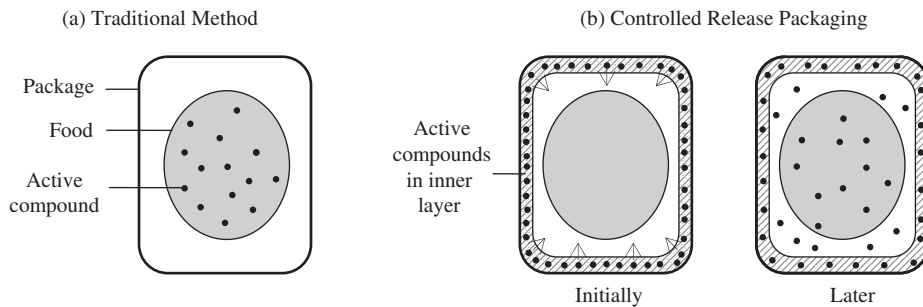 (a) Traditional Method
Package
Food
Active
compound
(b) Controlled Release Packaging
Active
compounds
in inner
layer
Initially
Later